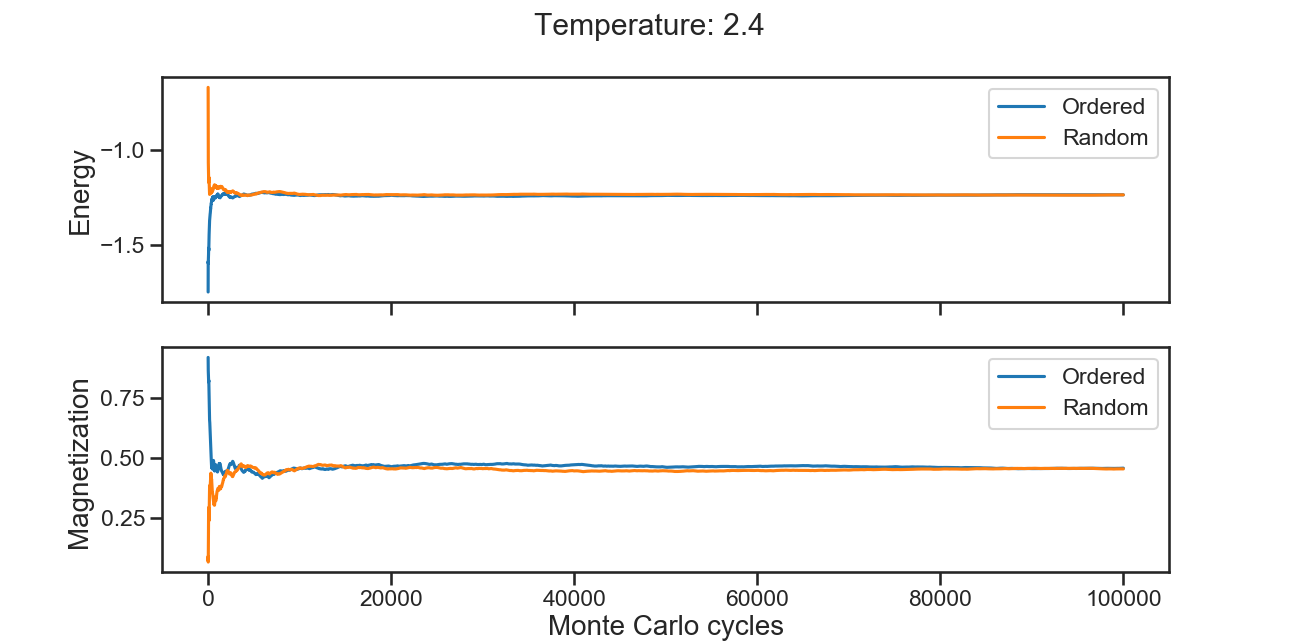 Temperature: 2.4
Energy
−1.0
−1.5
Ordered
Random
Magnetization
0.75
0.50
0.25
Ordered
Random
0 20000 40000 60000 80000 100000
Monte Carlo cycles